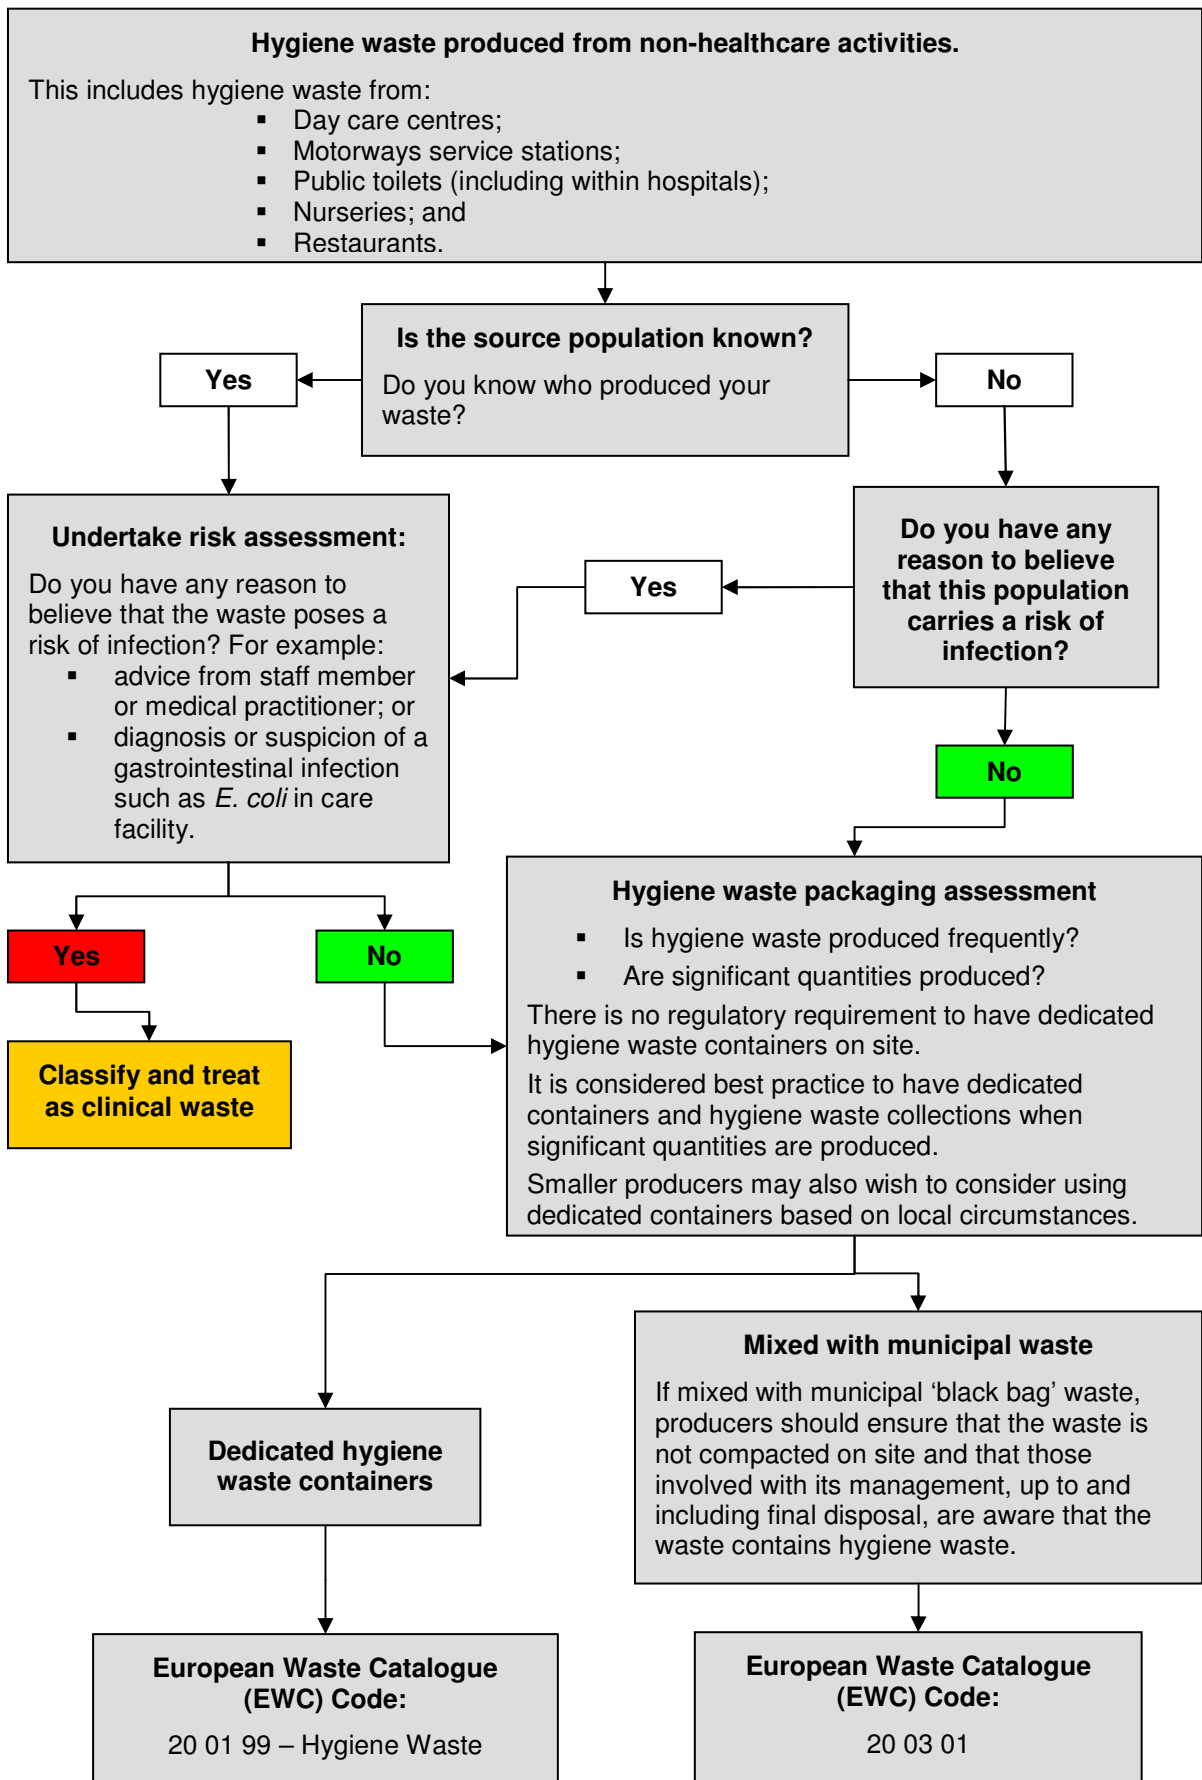 Hygiene waste produced from non-healthcare activities.
This includes hygiene waste from:
▪ Day care centres;
▪ Motorways service stations;
▪ Public toilets (including within hospitals);
▪ Nurseries; and
▪ Restaurants.
Is the source population known?
Do you know who produced your
waste?
Yes
No
Undertake risk assessment:
Do you have any reason to
believe that the waste poses a
risk of infection? For example:
▪ advice from staff member
or medical practitioner; or
▪ diagnosis or suspicion of a
gastrointestinal infection
such as E. coli in care
facility.
Yes
Do you have any
reason to believe
that this population
carries a risk of
infection?
No
Yes
No
Classify and treat
as clinical waste
Hygiene waste packaging assessment
▪ Is hygiene waste produced frequently?
▪ Are significant quantities produced?
There is no regulatory requirement to have dedicated
hygiene waste containers on site.
It is considered best practice to have dedicated
containers and hygiene waste collections when
significant quantities are produced.
Smaller producers may also wish to consider using
dedicated containers based on local circumstances.
Dedicated hygiene
waste containers
Mixed with municipal waste
If mixed with municipal ‘black bag’ waste,
producers should ensure that the waste is
not compacted on site and that those
involved with its management, up to and
including final disposal, are aware that the
waste contains hygiene waste.
European Waste Catalogue
(EWC) Code:
20 01 99 – Hygiene Waste
European Waste Catalogue
(EWC) Code:
20 03 01